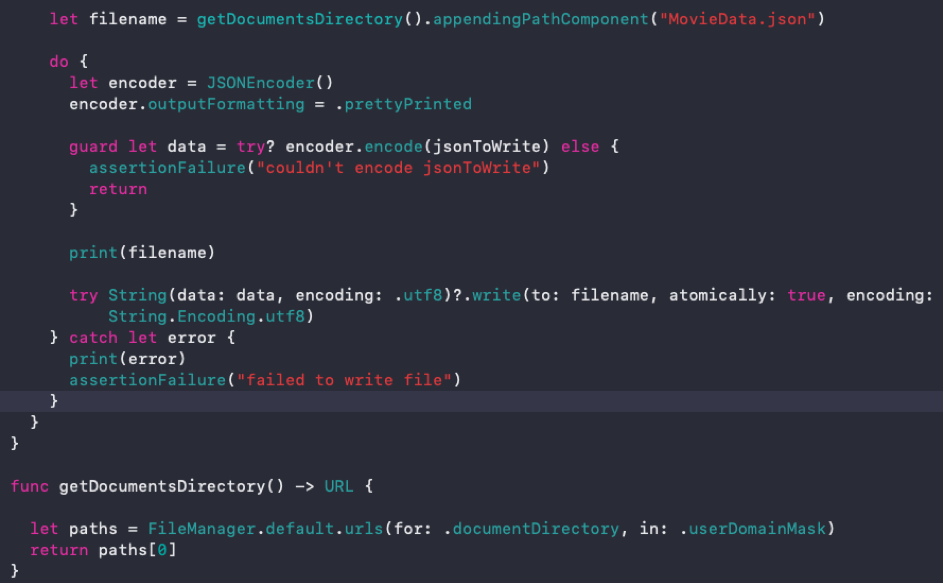 let filename = getDocumentsDirectory().appendingPathComponent("MovieData.json")
do {
let encoder = JSONEncoder()
encoder.outputFormatting = .prettyPrinted
guard let data = try? encoder.encode(jsonToWrite) else {
assertionFailure("couldn't encode jsonToWrite")
return
}
print(filename)
try String(data: data, encoding: .utf8)?.write(to: filename, atomically: true, encoding:
String.Encoding.utf8)
} catch let error {
print(error)
assertionFailure("failed to write file")
}
}
}
func getDocumentsDirectory() -> URL {
let paths = FileManager.default.urls(for: .documentDirectory, in: .userDomainMask)
return paths[0]
}